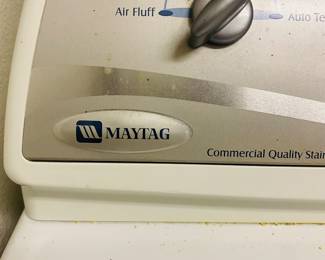 Air Fluff
Auto Te
MAYTAG
Commercial Quality Stain